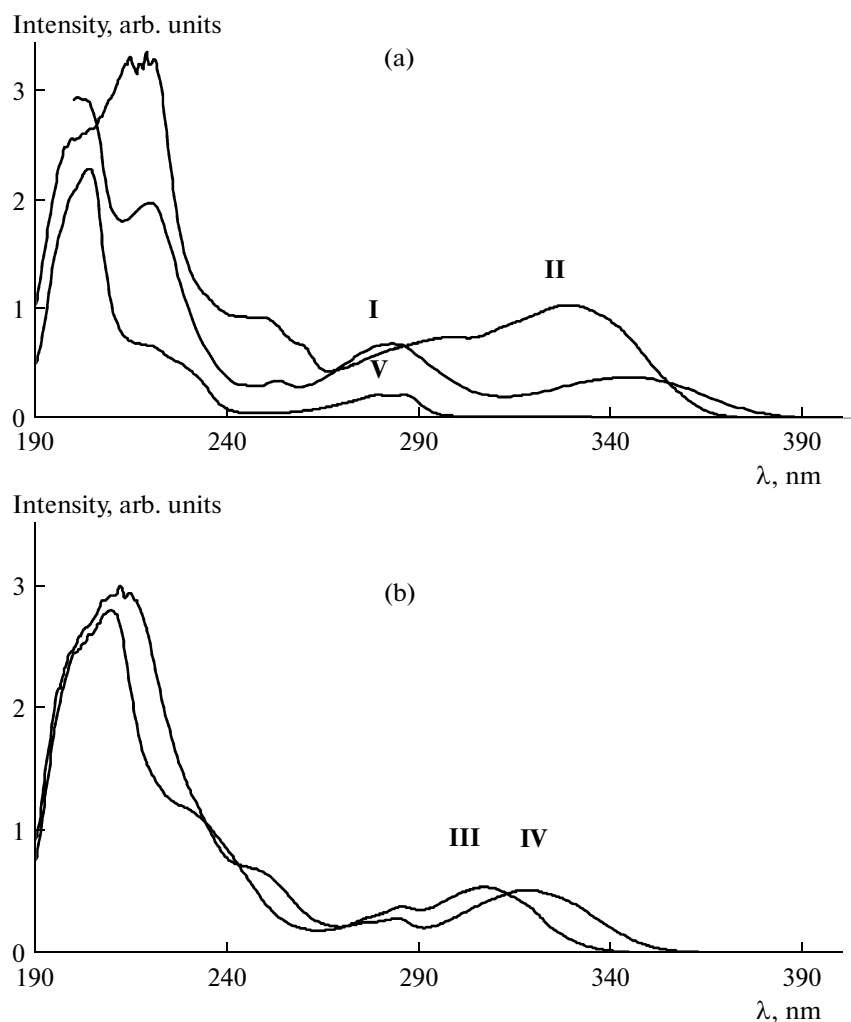 Intensity, arb. units
(a)
3
2
II
1
I
V
0
190 240 290 340 390
λ, nm
Intensity, arb. units
3
(b)
2
1
III IV
0
190 240 290 340 390
λ, nm